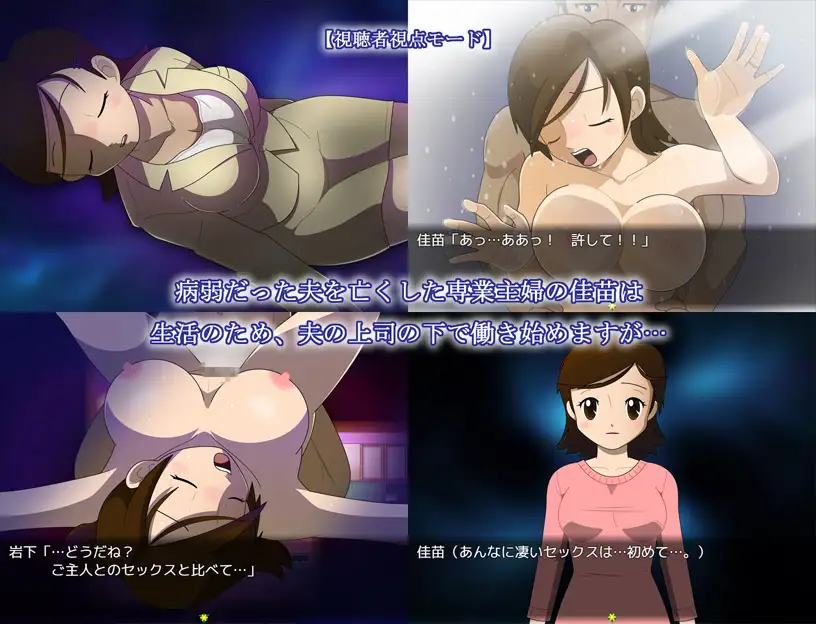 【視聴者視点モード】
佳苗「あっ…ああっ!　許して!!」
病弱だった夫を亡くした専業主婦の佳苗は
生活のため、夫の上司の下で働き始めますが…
岩下「…どうだね?
ご主人とのセックスと比べて…」
佳苗(あんなに凄いセックスは…初めて…。)